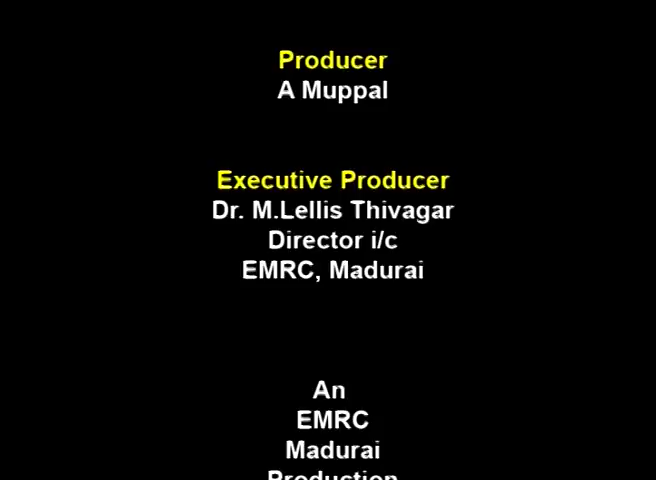 Producer
A Muppal
Executive Producer
Dr. M.Lellis Thivagar
Director i/c
EMRC, Madurai
An
EMRC
Madurai
Production